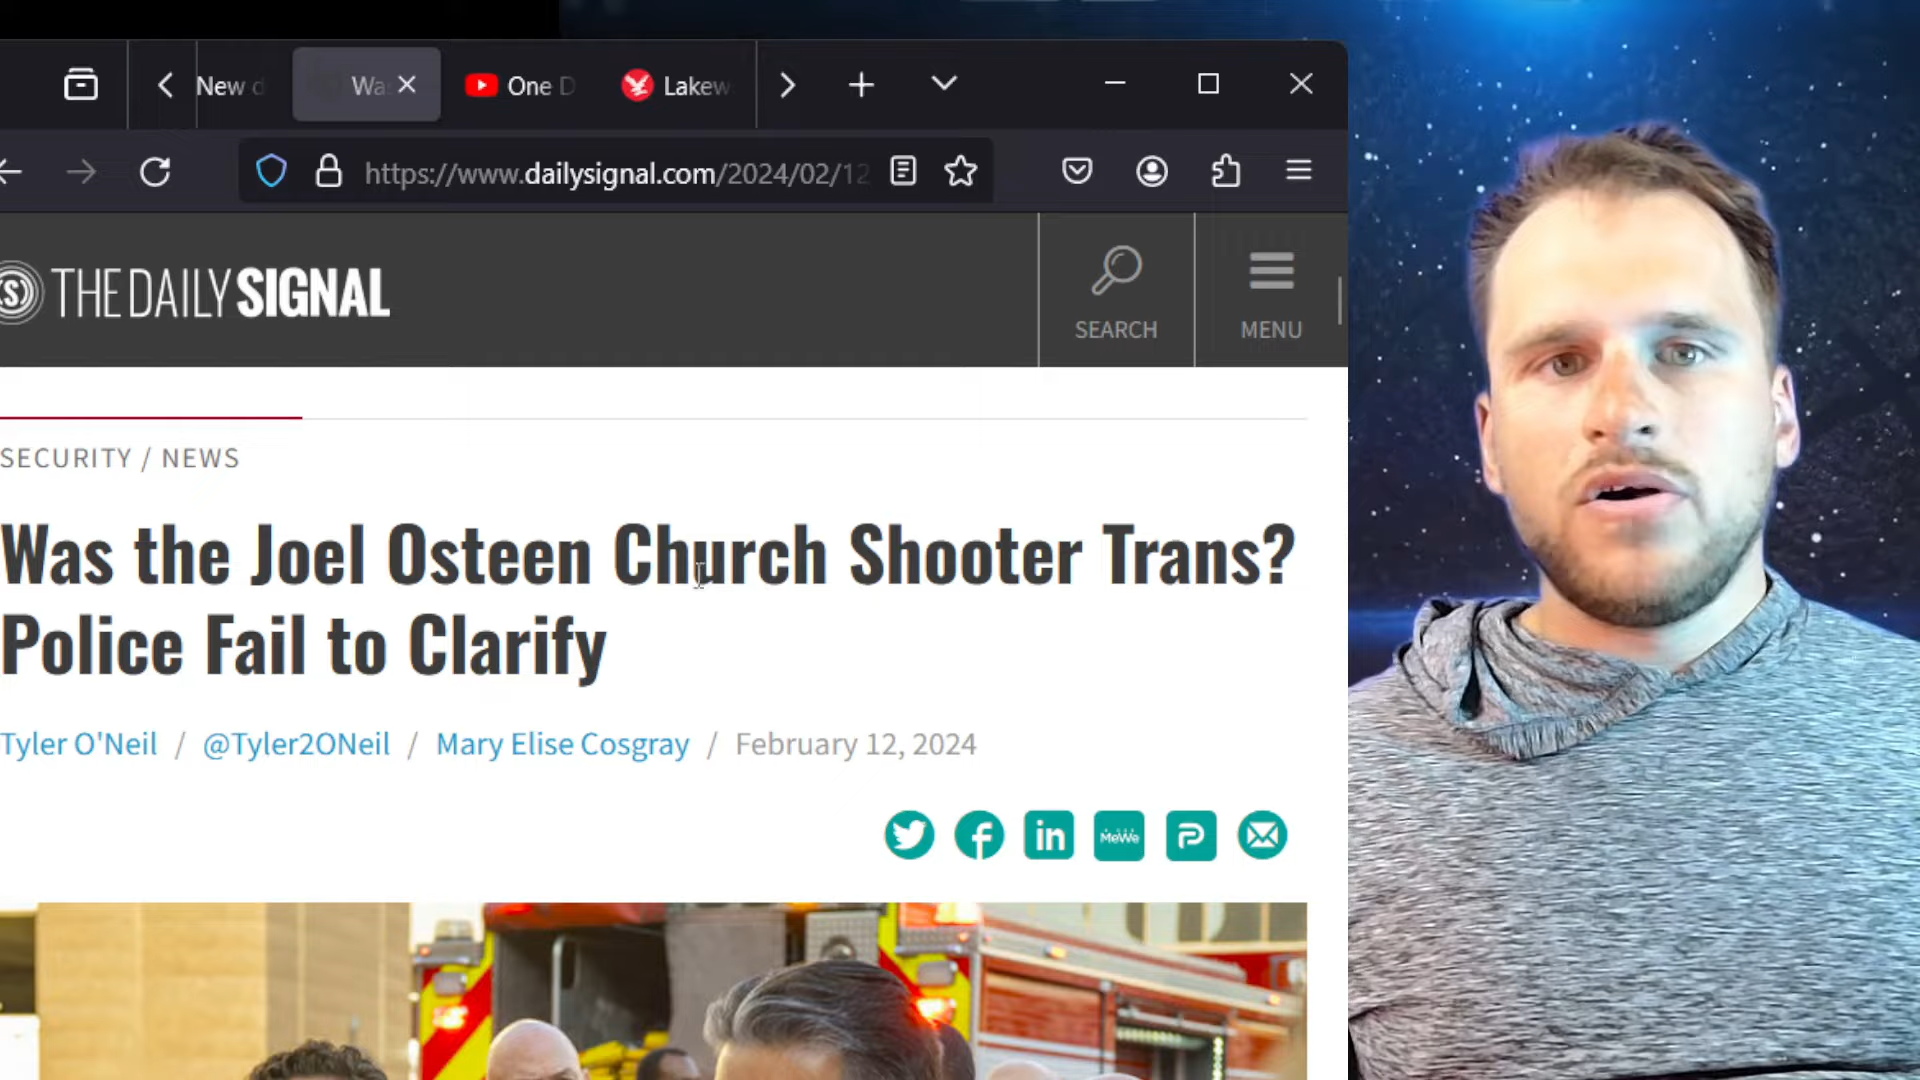 New d
Wa
One D
Lakew
https://www.dailysignal.com/2024/02/12
(S) THE DAILY SIGNAL
SEARCH
MENU
SECURITY / NEWS
Was the Joel Osteen Church Shooter Trans?
Police Fail to Clarify
Tyler O'Neil / @Tyler2ONeil / Mary Elise Cosgray / February 12, 2024
MeWe